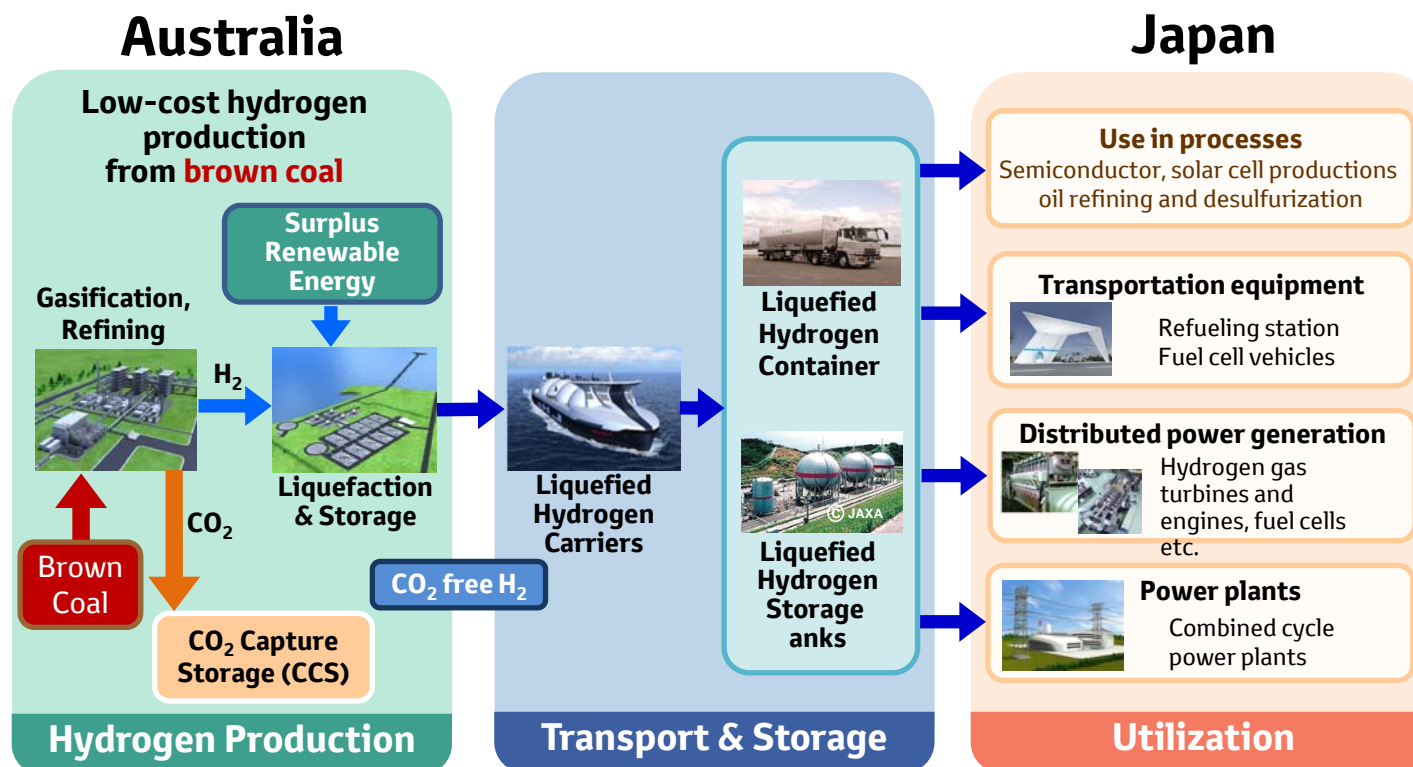 Australia
Japan
Low-cost hydrogen
production
from brown coal
Surplus
Renewable
Energy
Gasification,
Refining
H₂
Liquefaction
& Storage
CO₂
Brown
Coal
CO₂ Capture
Storage (CCS)
CO₂ free H₂
Hydrogen Production
Liquefied
Hydrogen
Carriers
Liquefied
Hydrogen
Container
© JAXA
Liquefied
Hydrogen
Storage
anks
Transport & Storage
Use in processes
Semiconductor, solar cell productions
oil refining and desulfurization
Transportation equipment
Refueling station
Fuel cell vehicles
Distributed power generation
Hydrogen gas
turbines and
engines, fuel cells
etc.
Power plants
Combined cycle
power plants
Utilization